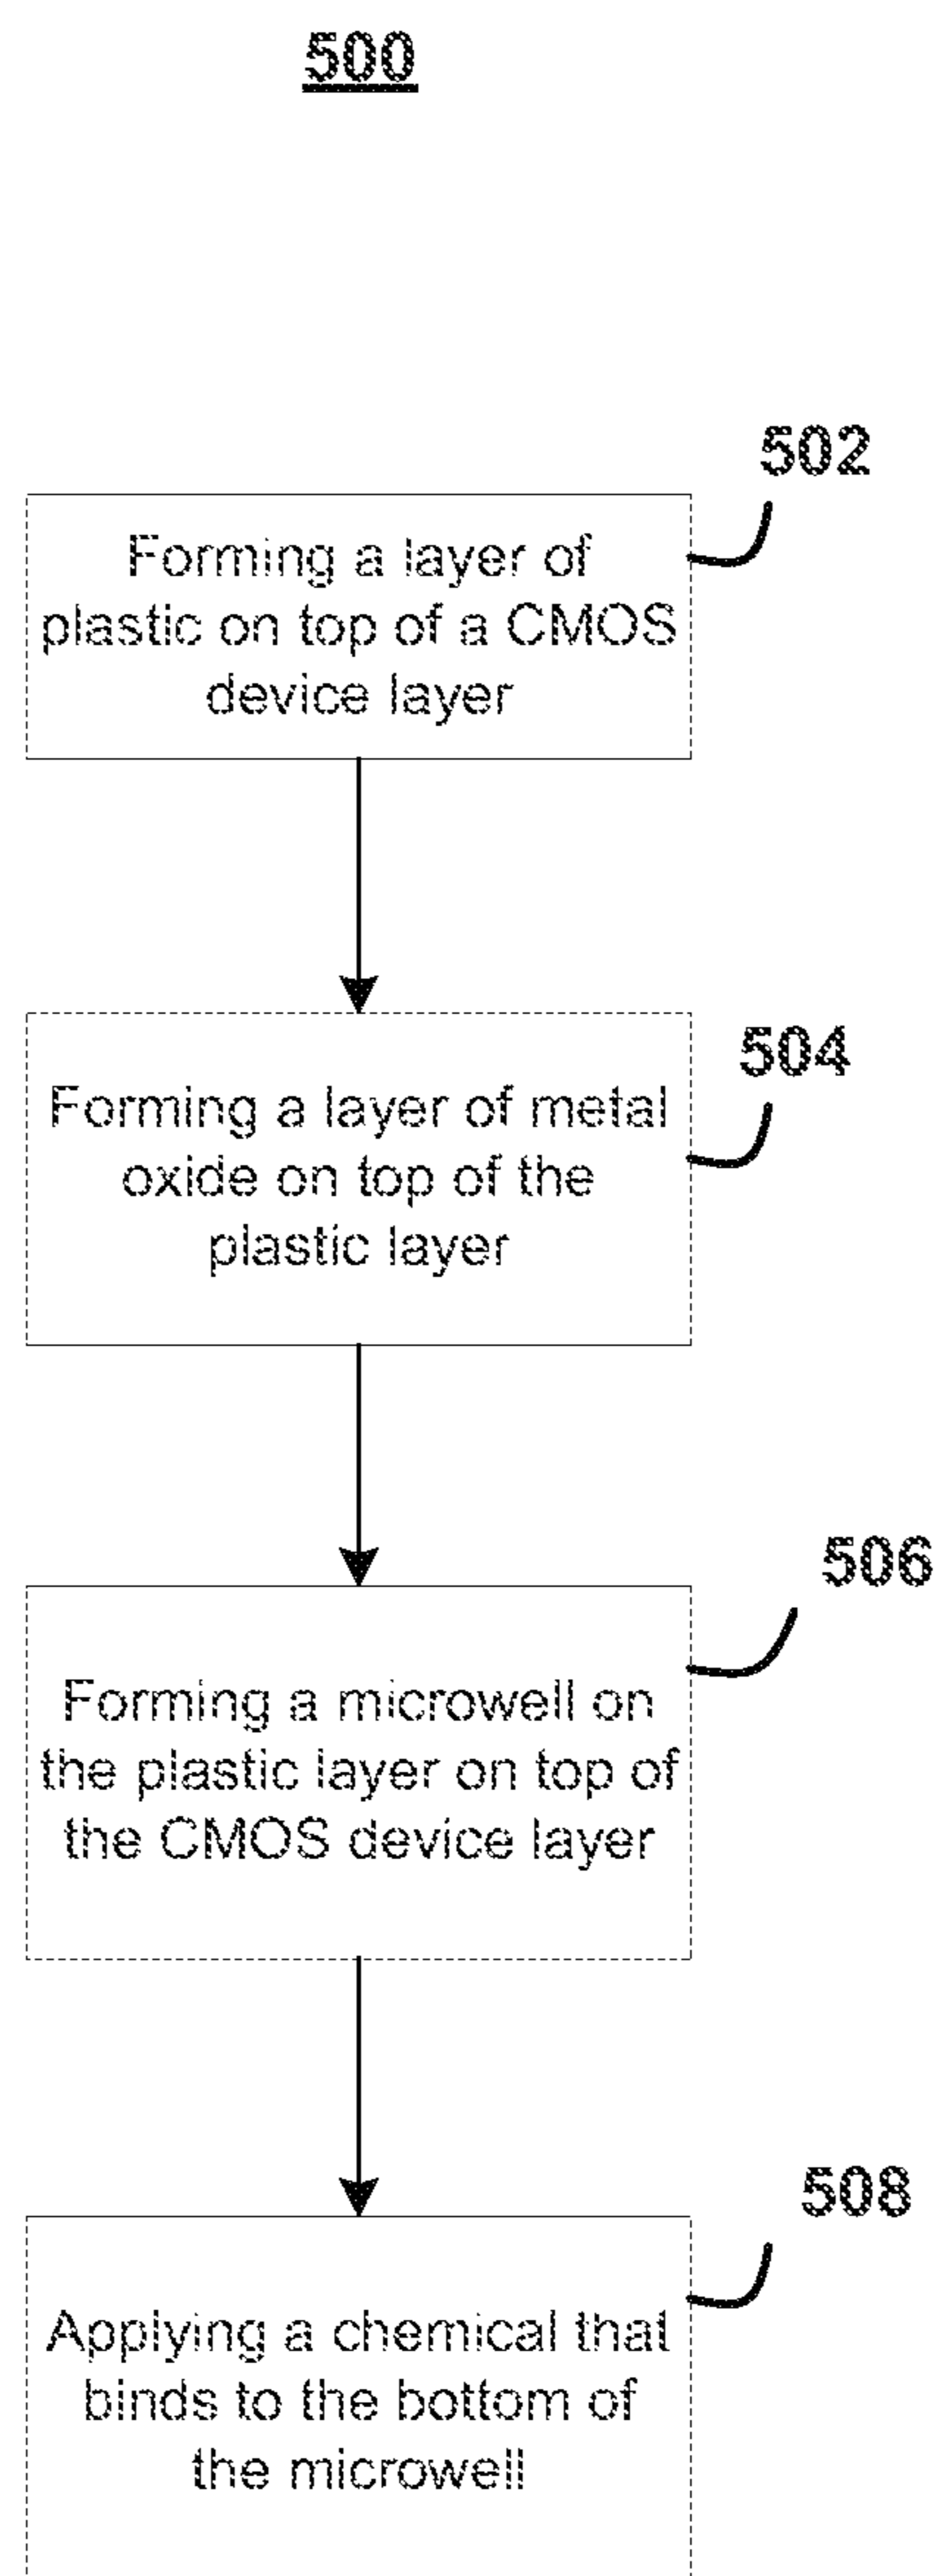 500
502
Forming a layer of
plastic on top of a CMOS
device layer
504
Forming a layer of metal
oxide on top of the
plastic layer
506
Forming a microwell on
the plastic layer on top of
the CMOS device layer
508
Applying a chemical that
binds to the bottom of
the microwell